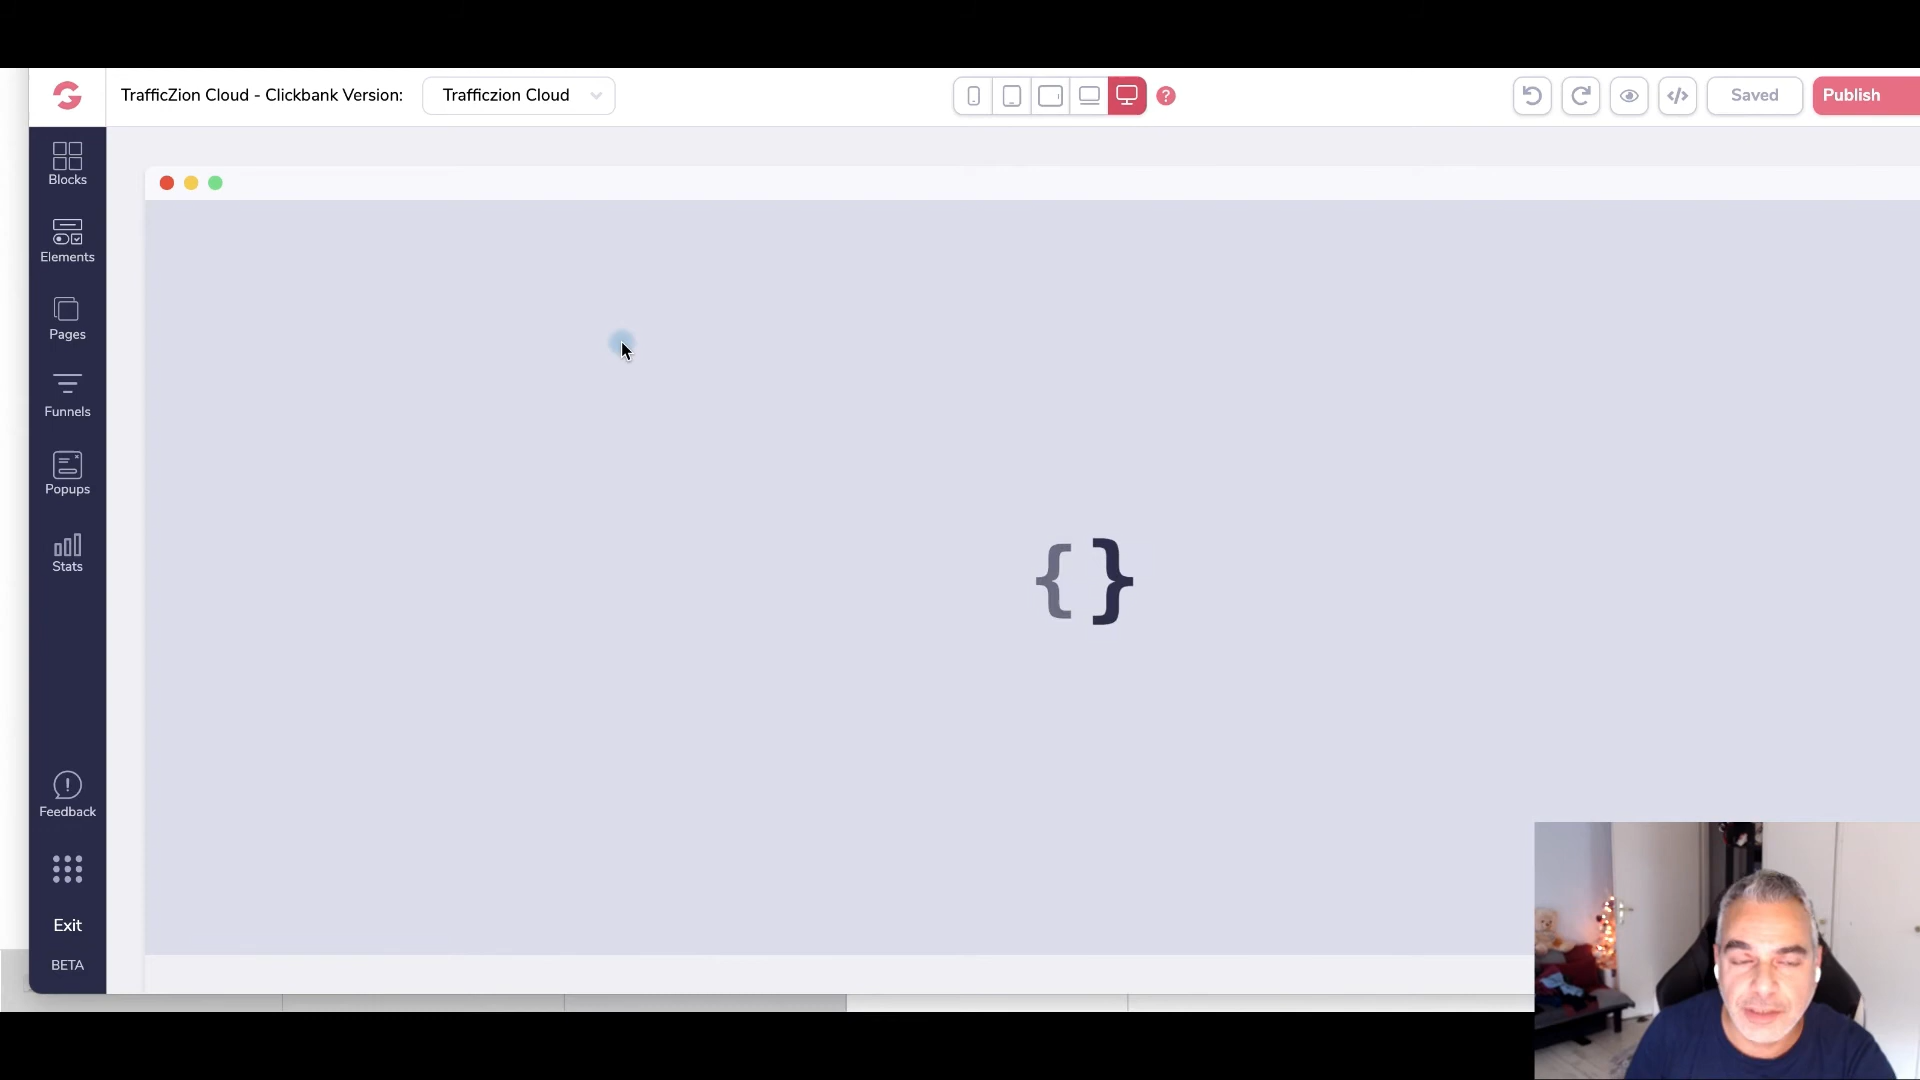 TrafficZion Cloud - Clickbank Version:
Trafficzion Cloud
?
</>
Saved
Publish
Blocks
Elements
Pages
Funnels
Popups
Stats
{ }
Feedback
Exit
BETA